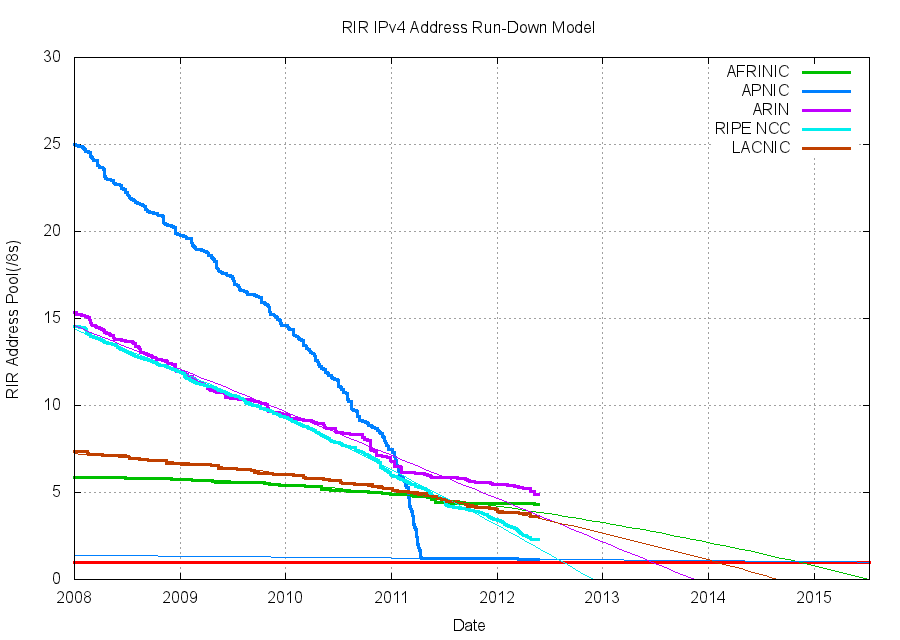 RIR IPv4 Address Run-Down Model
30
25
20
15
10
5
0
RIR Address Pool(/8s)
AFRINIC
APNIC
ARIN
RIPE NCC
LACNIC
2008 2009 2010 2011 2012 2013 2014 2015
Date